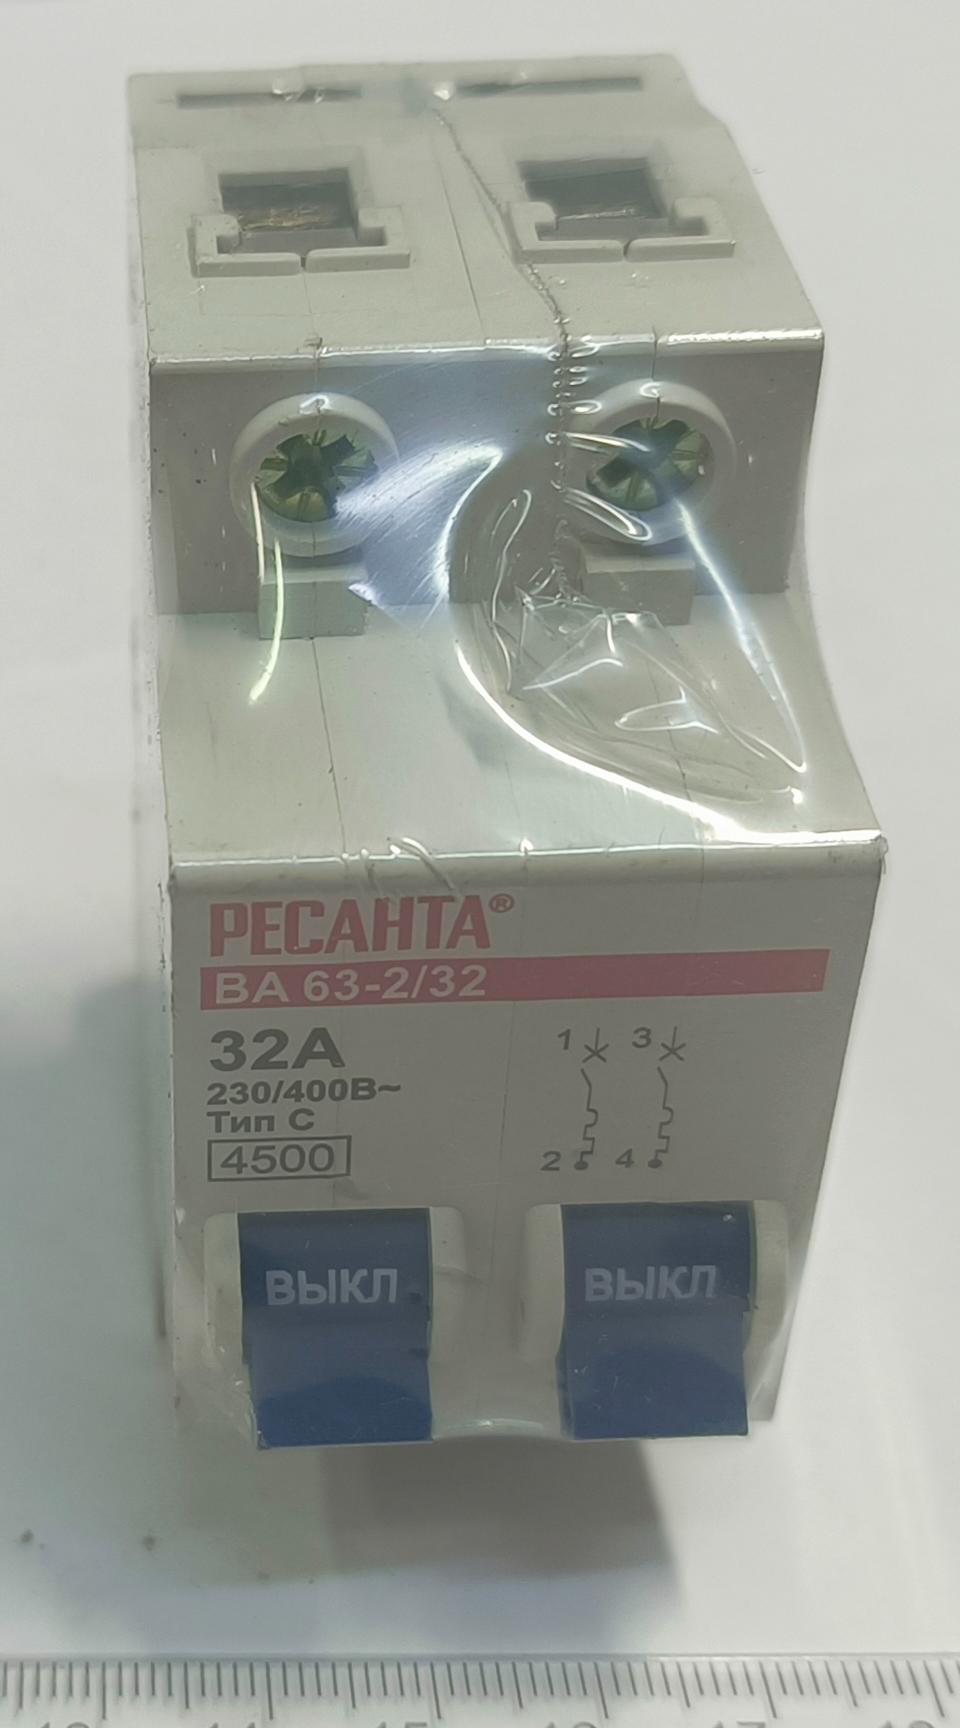 РЕСАНТА®
ВА 63-2/32
32А
230/400В~
Тип С
4500
1 3
2 4
ВЫКЛ ВЫКЛ